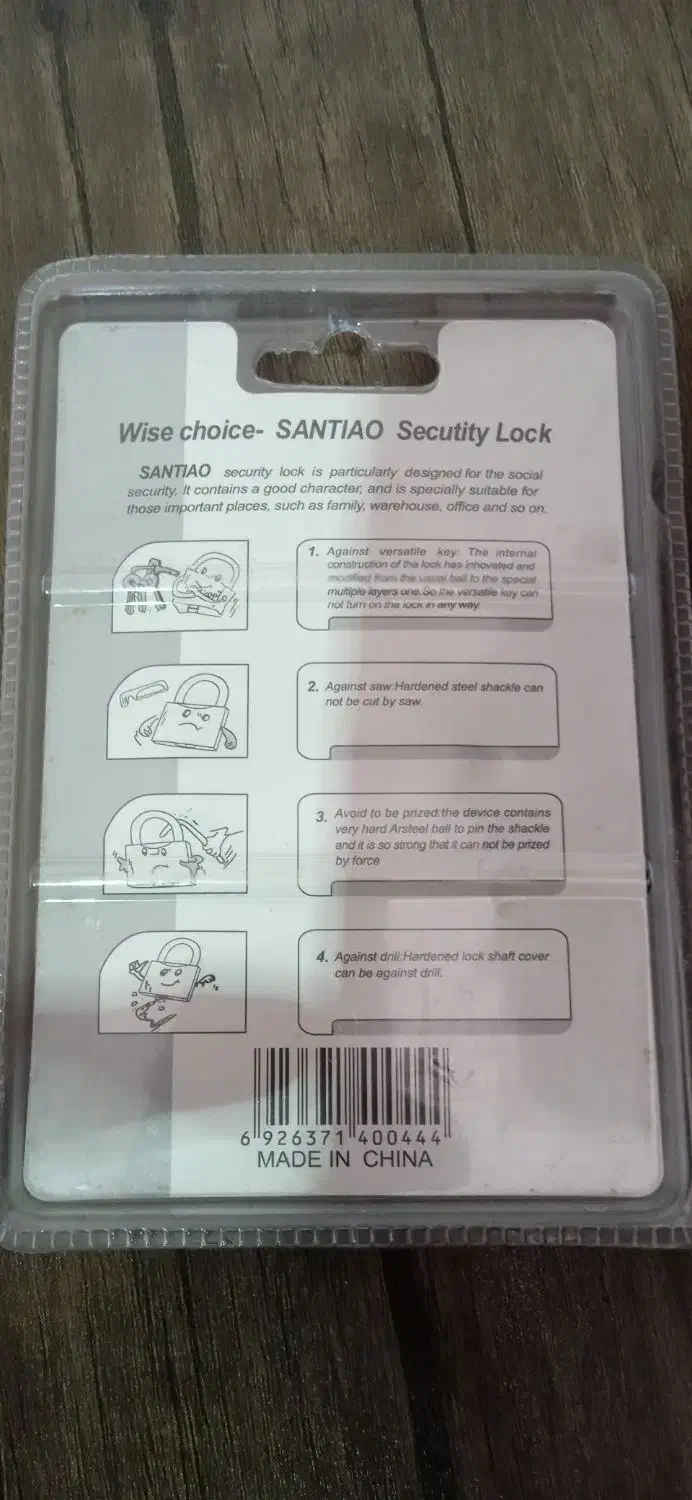 Wise choice- SANTIAO Secutity Lock
SANTIAO security lock is particularly designed for the social
security. It contains a good character, and is specially suitable for
those important places, such as family, warehouse, office and so on.
1. Against versatile key: The internal
construction of the lock has innoveted and
modified from the usual ball to the special
multiple layers one.So the versatile key can
not turn on the lock in any way.
2. Against saw:Hardened steel shackle can
not be cut by saw.
3. Avoid to be prized:the device contains
very hard Arsteel ball to pin the shackle
and it is so strong that it can not be prized
by force
4. Against drill:Hardened lock shaft cover
can be against drill.
6 926371 400444
MADE IN CHINA